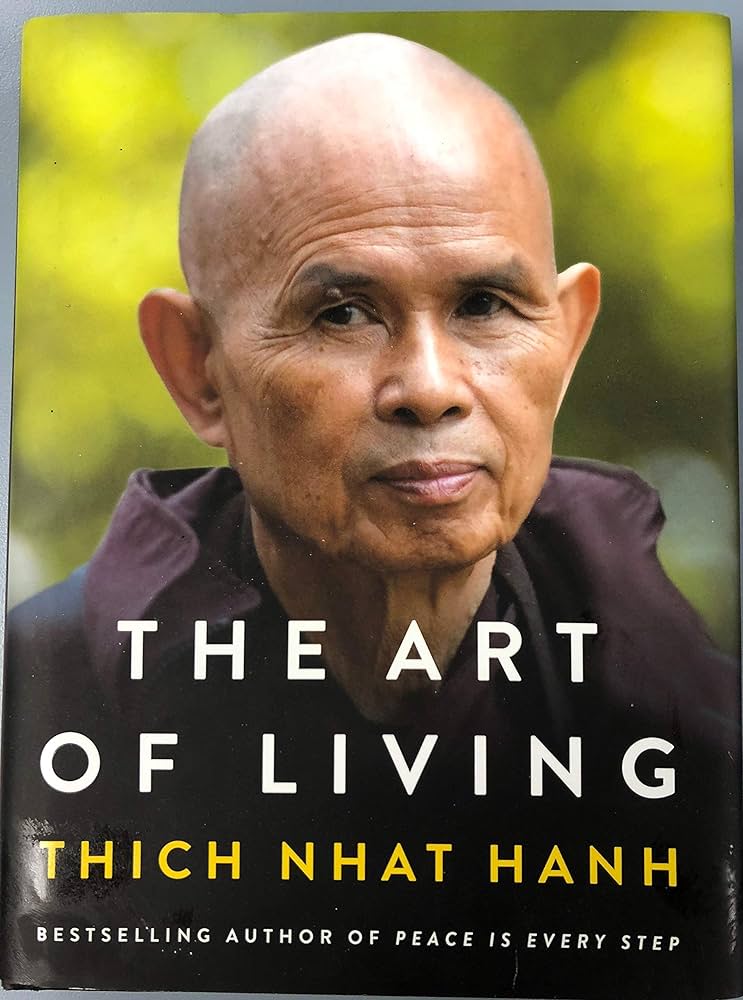 THE ART
OF LIVING
THICH NHAT HANH
BESTSELLING AUTHOR OF PEACE IS EVERY STEP